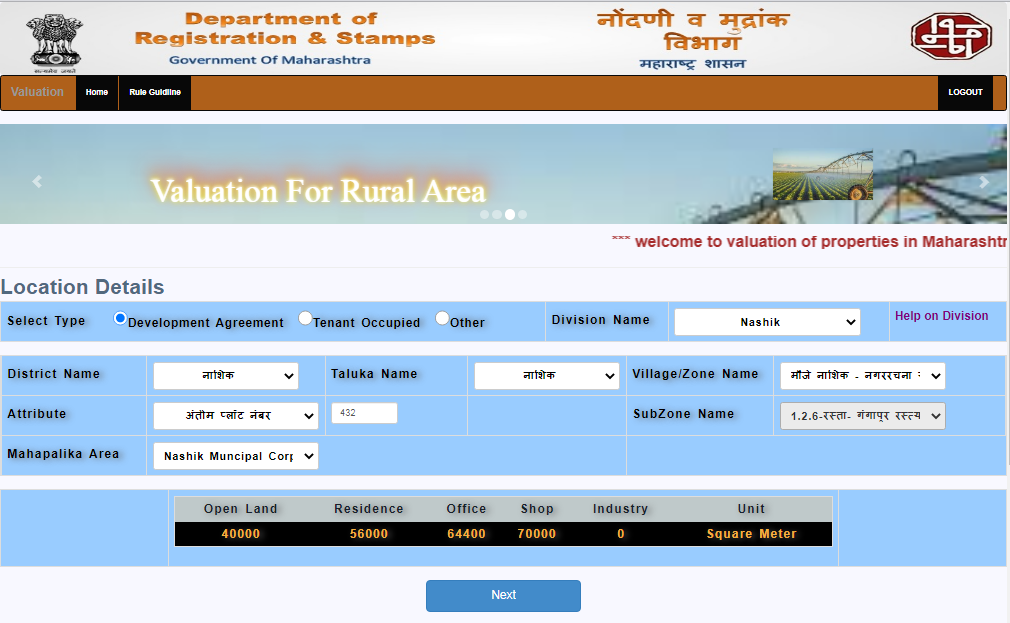 Department of
Registration & Stamps
Government Of Maharashtra
नोंदणी व मुद्रांक
विभाग
महाराष्ट्र शासन
सत्यमेव जयते
Valuation Home Rule Guidline LOGOUT
Valuation For Rural Area
*** welcome to valuation of properties in Maharashtr
Location Details
Select Type Development Agreement Tenant Occupied Other Division Name Nashik Help on Division
District Name नाशिक Taluka Name नाशिक Village/Zone Name मौजे नाशिक - नगररचना
Attribute अंतीम प्लॉट नंबर 432 SubZone Name 1.2.6-रस्ता- गंगापूर रस्त्य
Mahapalika Area Nashik Muncipal Corp
Open Land Residence Office Shop Industry Unit
40000 56000 64400 70000 0 Square Meter
Next